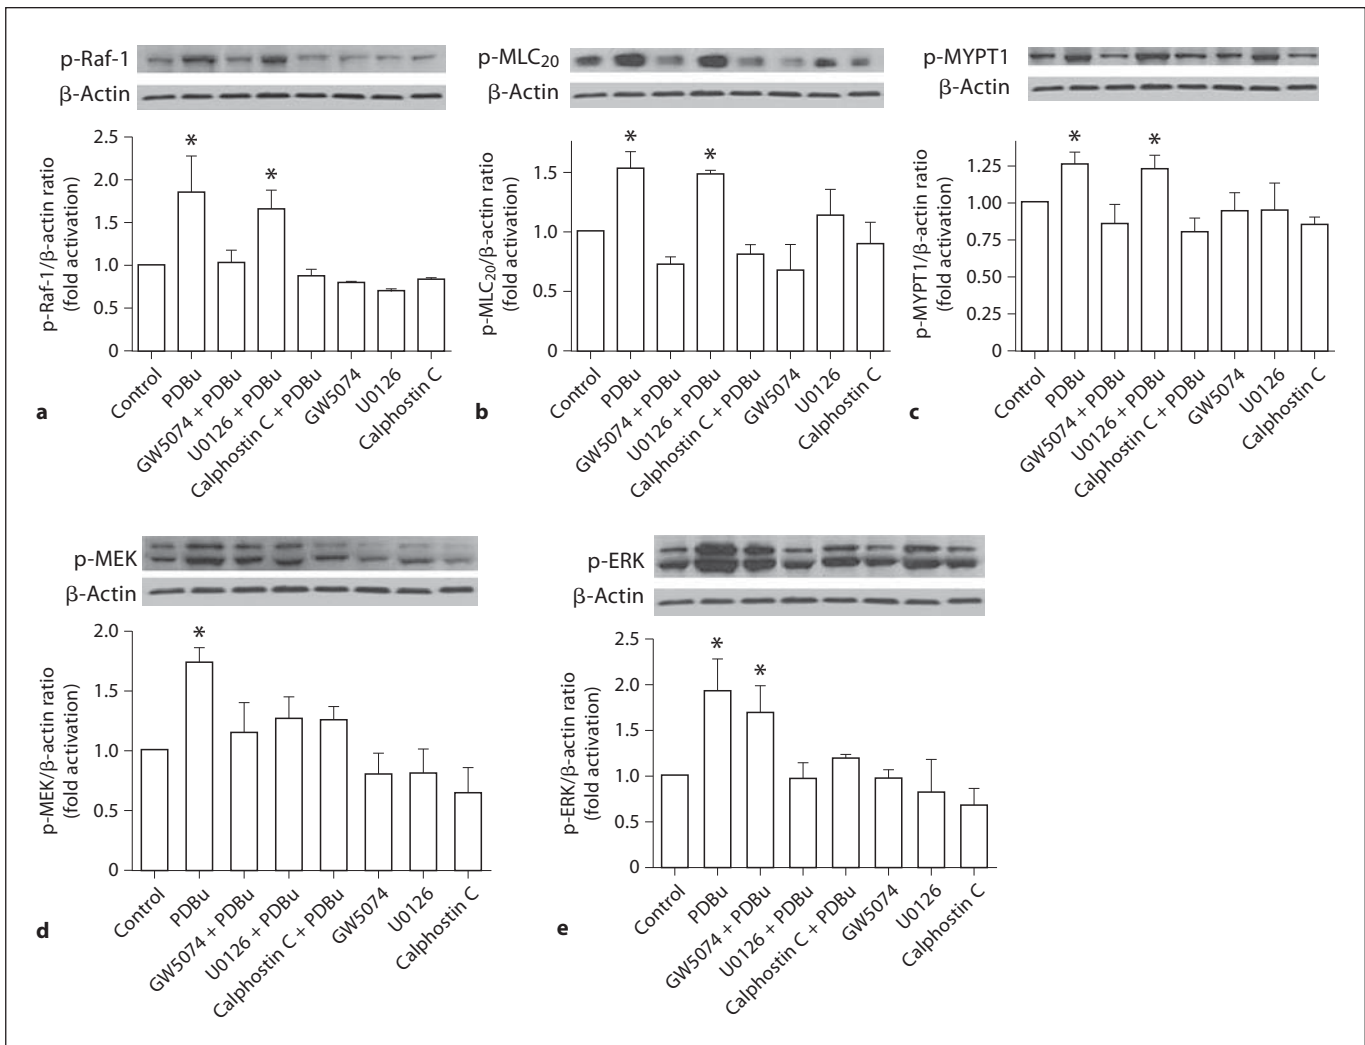 p-Raf-1
β-Actin
2.5
2.0
1.5
1.0
0.5
0
p-Raf-1/β-actin ratio
(fold activation)
*
*
Control
PDBu
GW5074 + PDBu
U0126 + PDBu
Calphostin C + PDBu
GW5074
U0126
Calphostin C
a
p-MLC20
β-Actin
1.5
1.0
0.5
0
p-MLC20/β-actin ratio
(fold activation)
*
*
Control
PDBu
GW5074 + PDBu
U0126 + PDBu
Calphostin C + PDBu
GW5074
U0126
Calphostin C
b
p-MYPT1
β-Actin
1.25
1.00
0.75
0.50
0.25
0
p-MYPT1/β-actin ratio
(fold activation)
*
*
Control
PDBu
GW5074 + PDBu
U0126 + PDBu
Calphostin C + PDBu
GW5074
U0126
Calphostin C
c
p-MEK
β-Actin
2.0
1.5
1.0
0.5
0
p-MEK/β-actin ratio
(fold activation)
*
Control
PDBu
GW5074 + PDBu
U0126 + PDBu
Calphostin C + PDBu
GW5074
U0126
Calphostin C
d
p-ERK
β-Actin
2.5
2.0
1.5
1.0
0.5
0
p-ERK/β-actin ratio
(fold activation)
*
*
Control
PDBu
GW5074 + PDBu
U0126 + PDBu
Calphostin C + PDBu
GW5074
U0126
Calphostin C
e